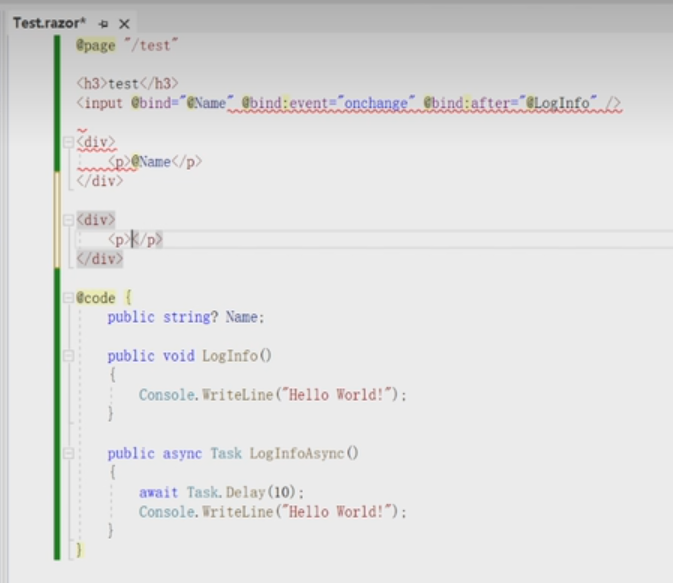 Test.razor*
@page "/test"
<h3>test</h3>
<input @bind="@Name" @bind:event="onchange" @bind:after="@LogInfo" />
<div>
<p>@Name</p>
</div>
<div>
<p></p>
</div>
@code {
public string? Name;
public void LogInfo()
{
Console.WriteLine("Hello World!");
}
public async Task LogInfoAsync()
{
await Task.Delay(10);
Console.WriteLine("Hello World!");
}
}